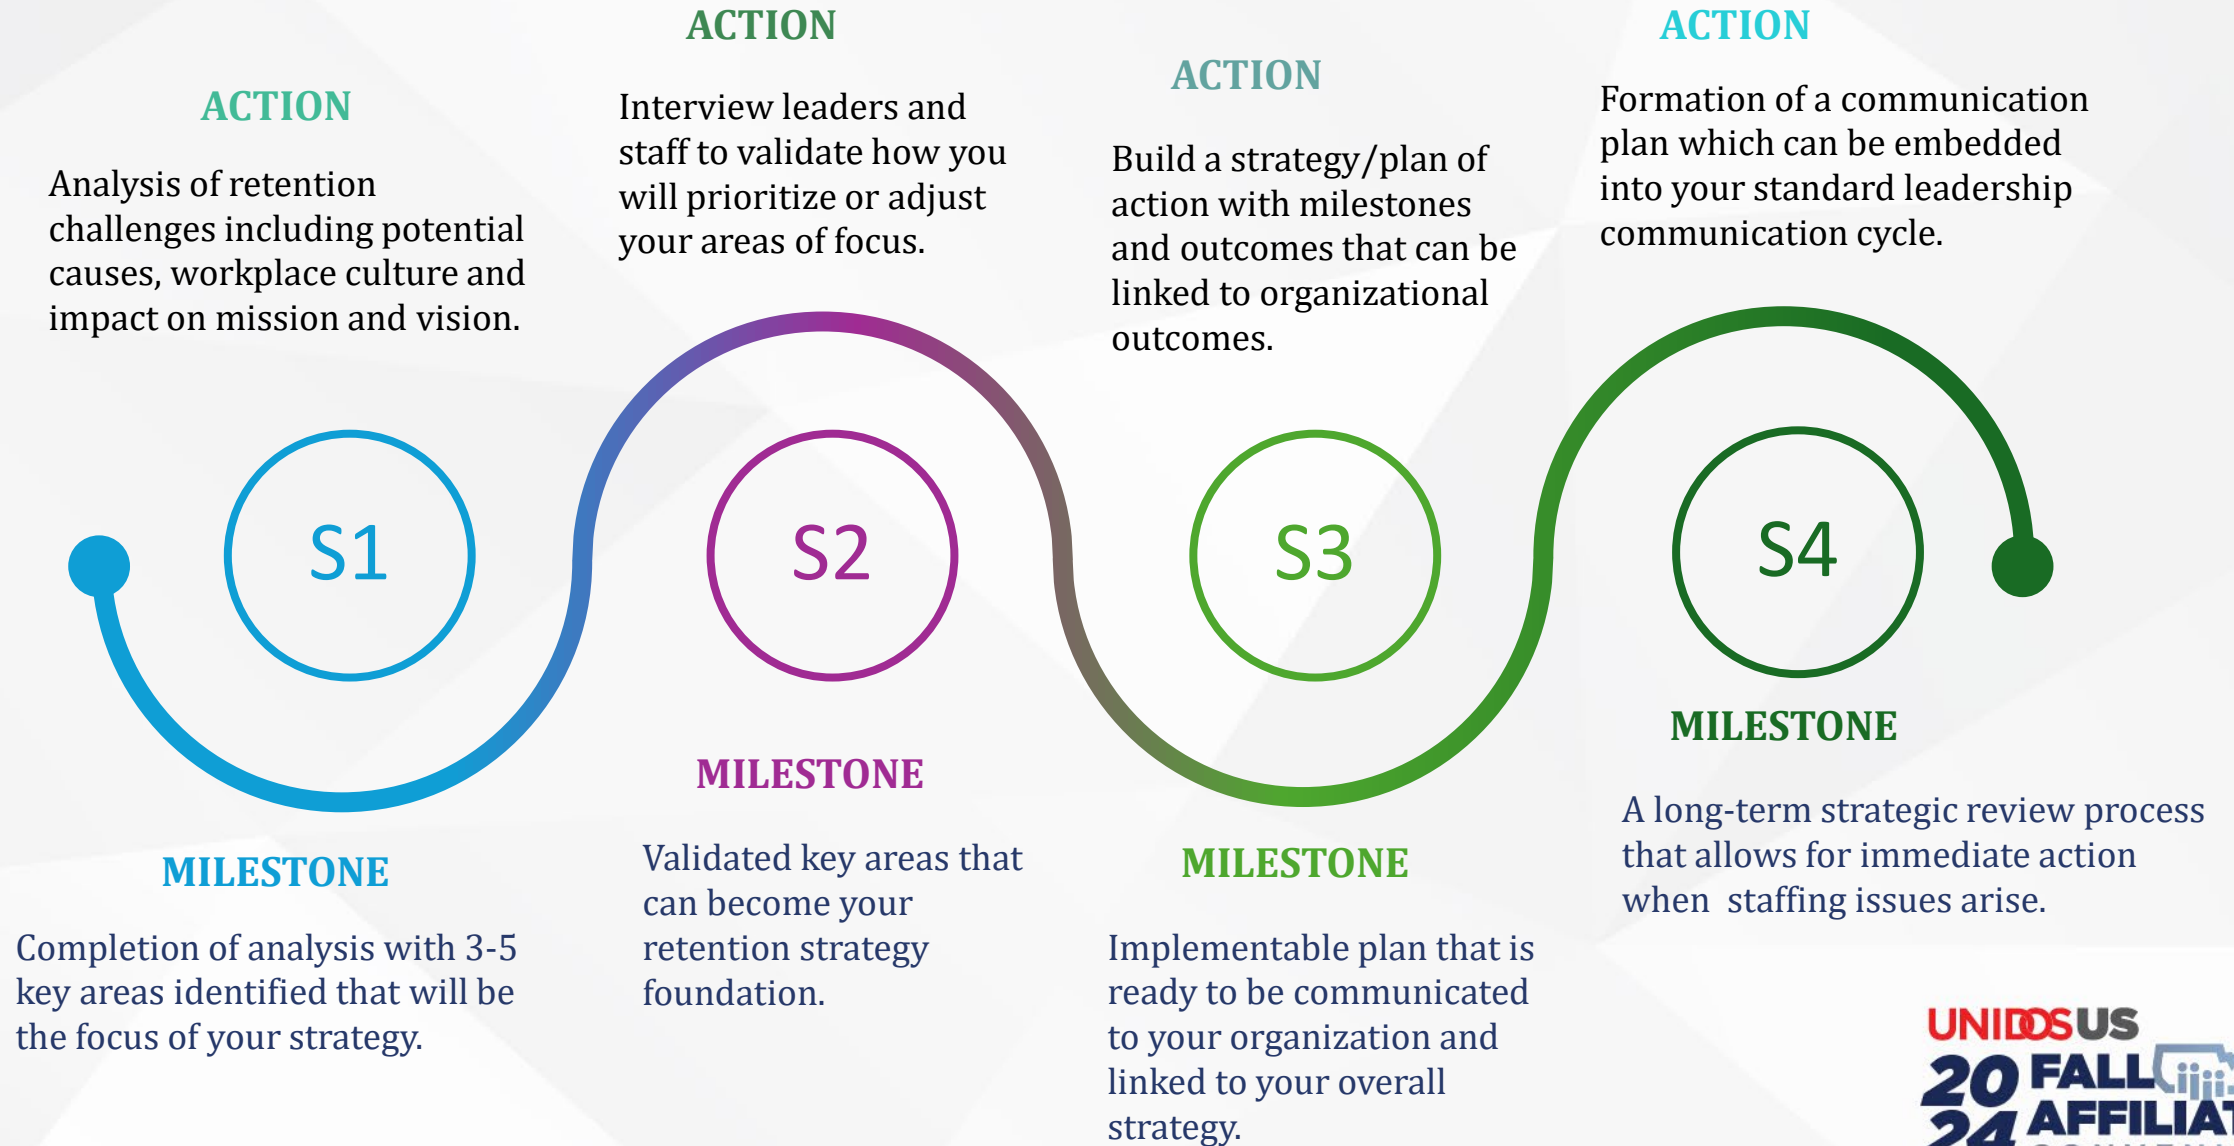 ACTION
Analysis of retention
challenges including potential
causes, workplace culture and
impact on mission and vision.
S1
MILESTONE
Completion of analysis with 3-5
key areas identified that will be
the focus of your strategy.
ACTION
Interview leaders and
staff to validate how you
will prioritize or adjust
your areas of focus.
S2
MILESTONE
Validated key areas that
can become your
retention strategy
foundation.
ACTION
Build a strategy/plan of
action with milestones
and outcomes that can be
linked to organizational
outcomes.
S3
MILESTONE
Implementable plan that is
ready to be communicated
to your organization and
linked to your overall
strategy.
ACTION
Formation of a communication
plan which can be embedded
into your standard leadership
communication cycle.
S4
MILESTONE
A long-term strategic review process
that allows for immediate action
when  staffing issues arise.
UNIDOSUS
20 FALL
24